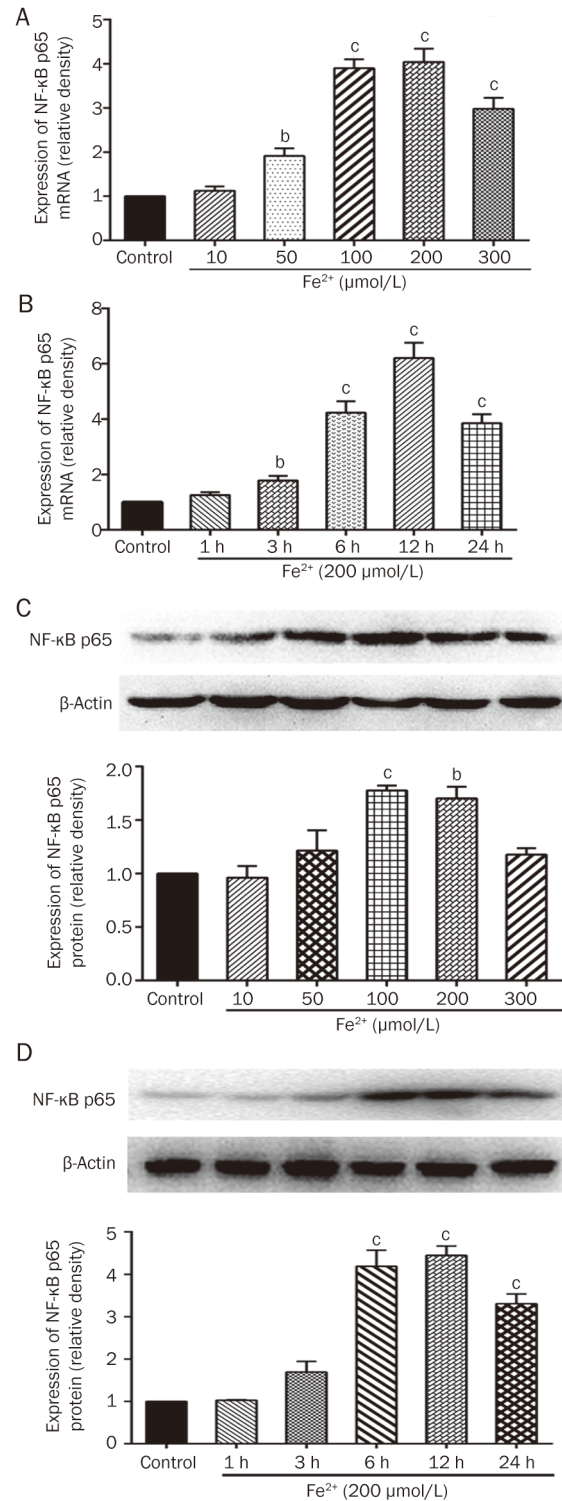 A
Expression of NF-κB p65
mRNA (relative density)
5
4
3
2
1
0
b
c
c
c
Control
10
50
100
200
300
Fe²⁺ (μmol/L)
B
Expression of NF-κB p65
mRNA (relative density)
8
6
4
2
0
b
c
c
c
Control
1 h
3 h
6 h
12 h
24 h
Fe²⁺ (200 μmol/L)
C
NF-κB p65
β-Actin
Expression of NF-κB p65
protein (relative density)
2.0
1.5
1.0
0.5
0.0
c
b
Control
10
50
100
200
300
Fe²⁺ (μmol/L)
D
NF-κB p65
β-Actin
Expression of NF-κB p65
protein (relative density)
5
4
3
2
1
0
c
c
c
Control
1 h
3 h
6 h
12 h
24 h
Fe²⁺ (200 μmol/L)